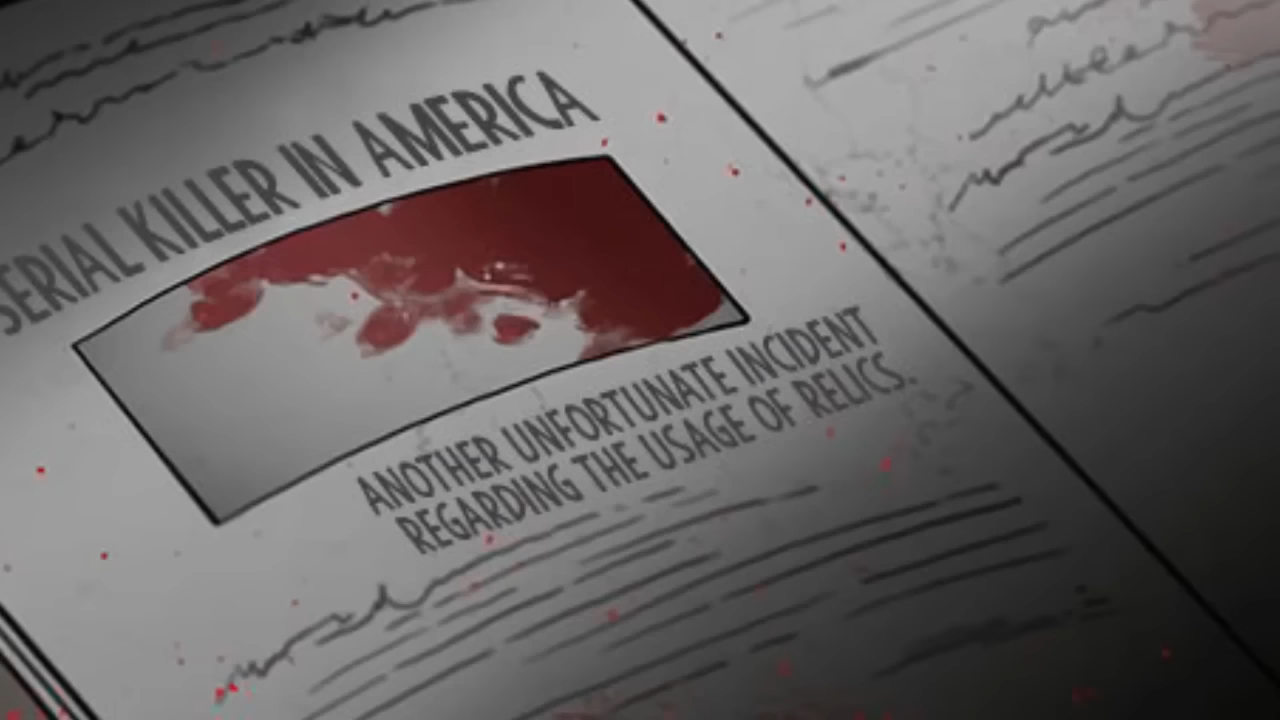 SERIAL KILLER IN AMERICA
ANOTHER UNFORTUNATE INCIDENT
REGARDING THE USAGE OF RELICS.